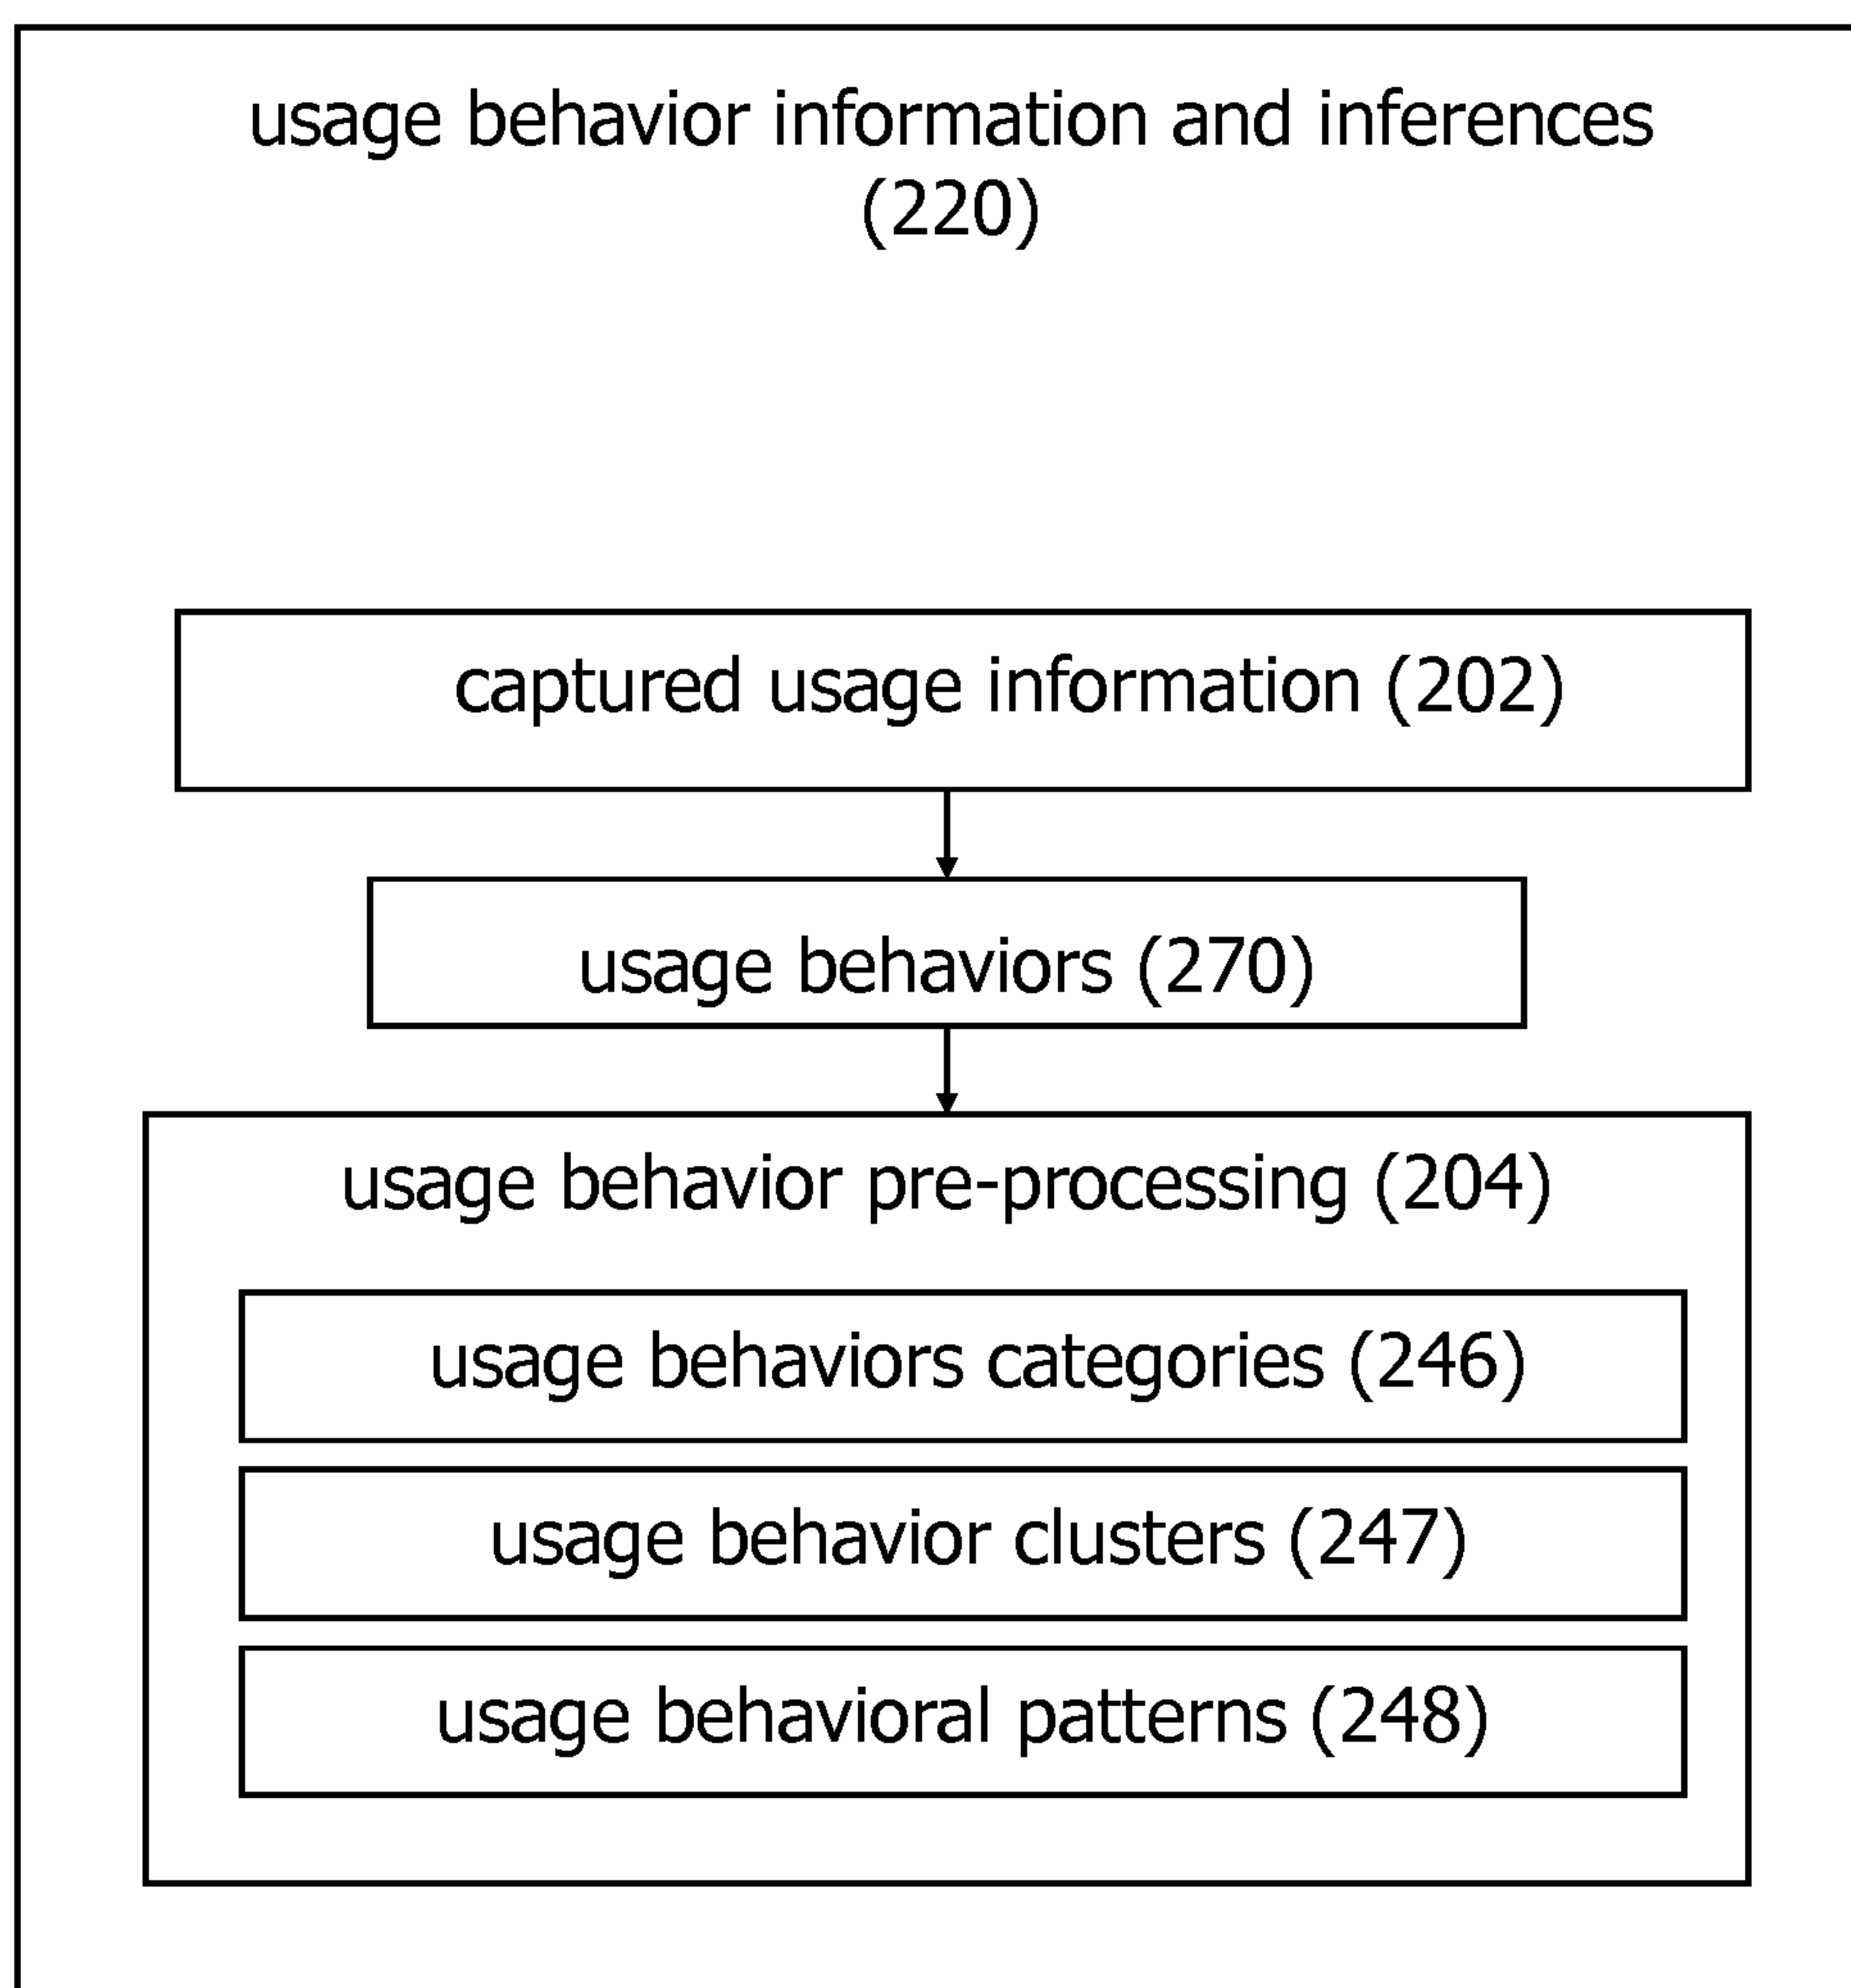 usage behavior information and inferences
(220)
captured usage information (202)
usage behaviors (270)
usage behavior pre-processing (204)
usage behaviors categories (246)
usage behavior clusters (247)
usage behavioral patterns (248)